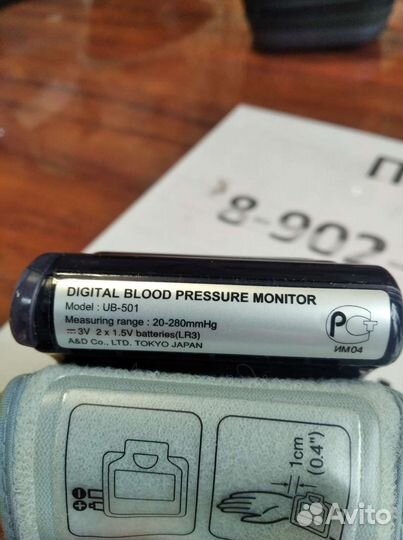 П
8-902-
DIGITAL BLOOD PRESSURE MONITOR
Model : UB-501
Measuring range : 20-280mmHg
⎓3V 2 x 1.5V batteries(LR3)
A&D Co., LTD. TOKYO JAPAN
РСТ
ИМ04
1cm
(0.4")
Avito